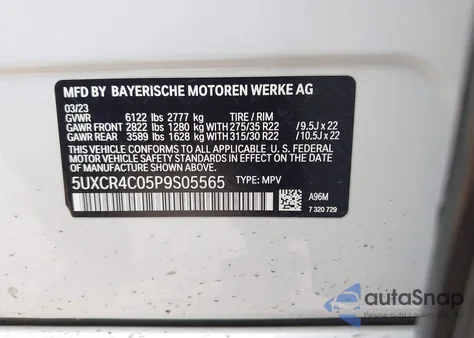 MFD BY BAYERISCHE MOTOREN WERKE AG
03/23
GVWR 6122 lbs 2777 kg TIRE / RIM
GAWR FRONT 2822 lbs 1280 kg WITH 275/35 R22 / 9.5J x 22
GAWR REAR 3589 lbs 1628 kg WITH 315/30 R22 / 10.5J x 22
THIS VEHICLE CONFORMS TO ALL APPLICABLE U. S. FEDERAL
MOTOR VEHICLE SAFETY STANDARDS IN EFFECT
ON THE DATE OF MANUFACTURE SHOWN ABOVE.
5UXCR4C05P9S05565 TYPE: MPV
A96M
7 320 729
autoSnap